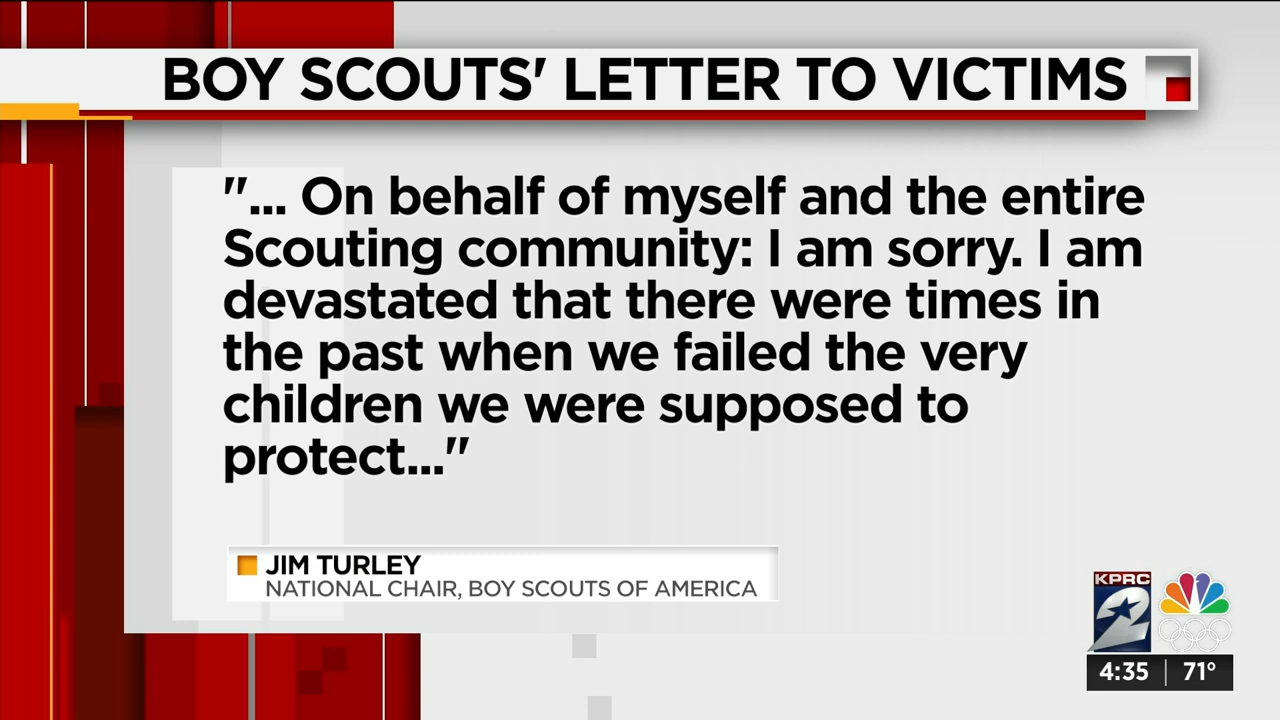 BOY SCOUTS' LETTER TO VICTIMS
"... On behalf of myself and the entire
Scouting community: I am sorry. I am
devastated that there were times in
the past when we failed the very
children we were supposed to
protect..."
JIM TURLEY
NATIONAL CHAIR, BOY SCOUTS OF AMERICA
KPRC
2
4:35 | 71°